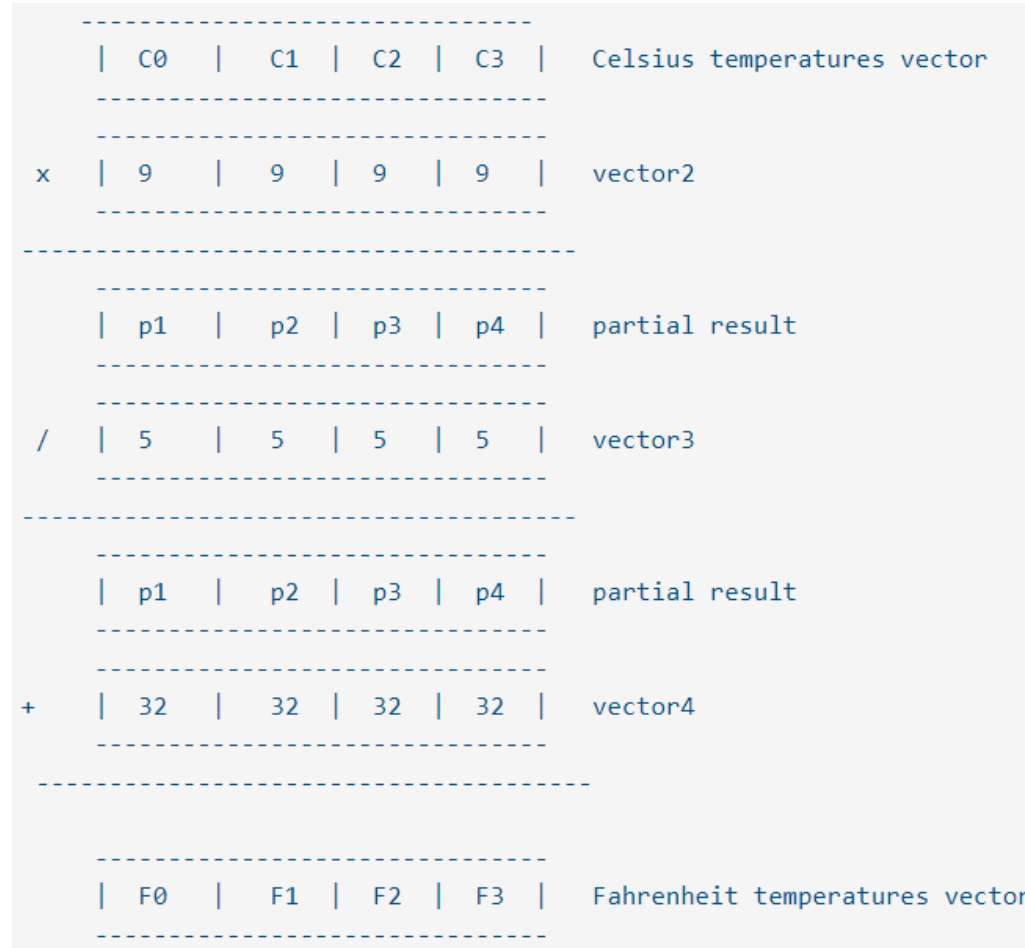 -------------------------------
|  C0   |   C1  |  C2  |  C3  |   Celsius temperatures vector
-------------------------------
-------------------------------
x   |  9    |   9   |  9   |  9   |   vector2
-------------------------------
--------------------------------------
-------------------------------
|  p1   |   p2  |  p3  |  p4  |   partial result
-------------------------------
-------------------------------
/   |  5    |   5   |  5   |  5   |   vector3
-------------------------------
--------------------------------------
-------------------------------
|  p1   |   p2  |  p3  |  p4  |   partial result
-------------------------------
-------------------------------
+    |  32   |   32  |  32  |  32  |   vector4
-------------------------------
--------------------------------------
-------------------------------
|  F0   |   F1  |  F2  |  F3  |   Fahrenheit temperatures vector
-------------------------------